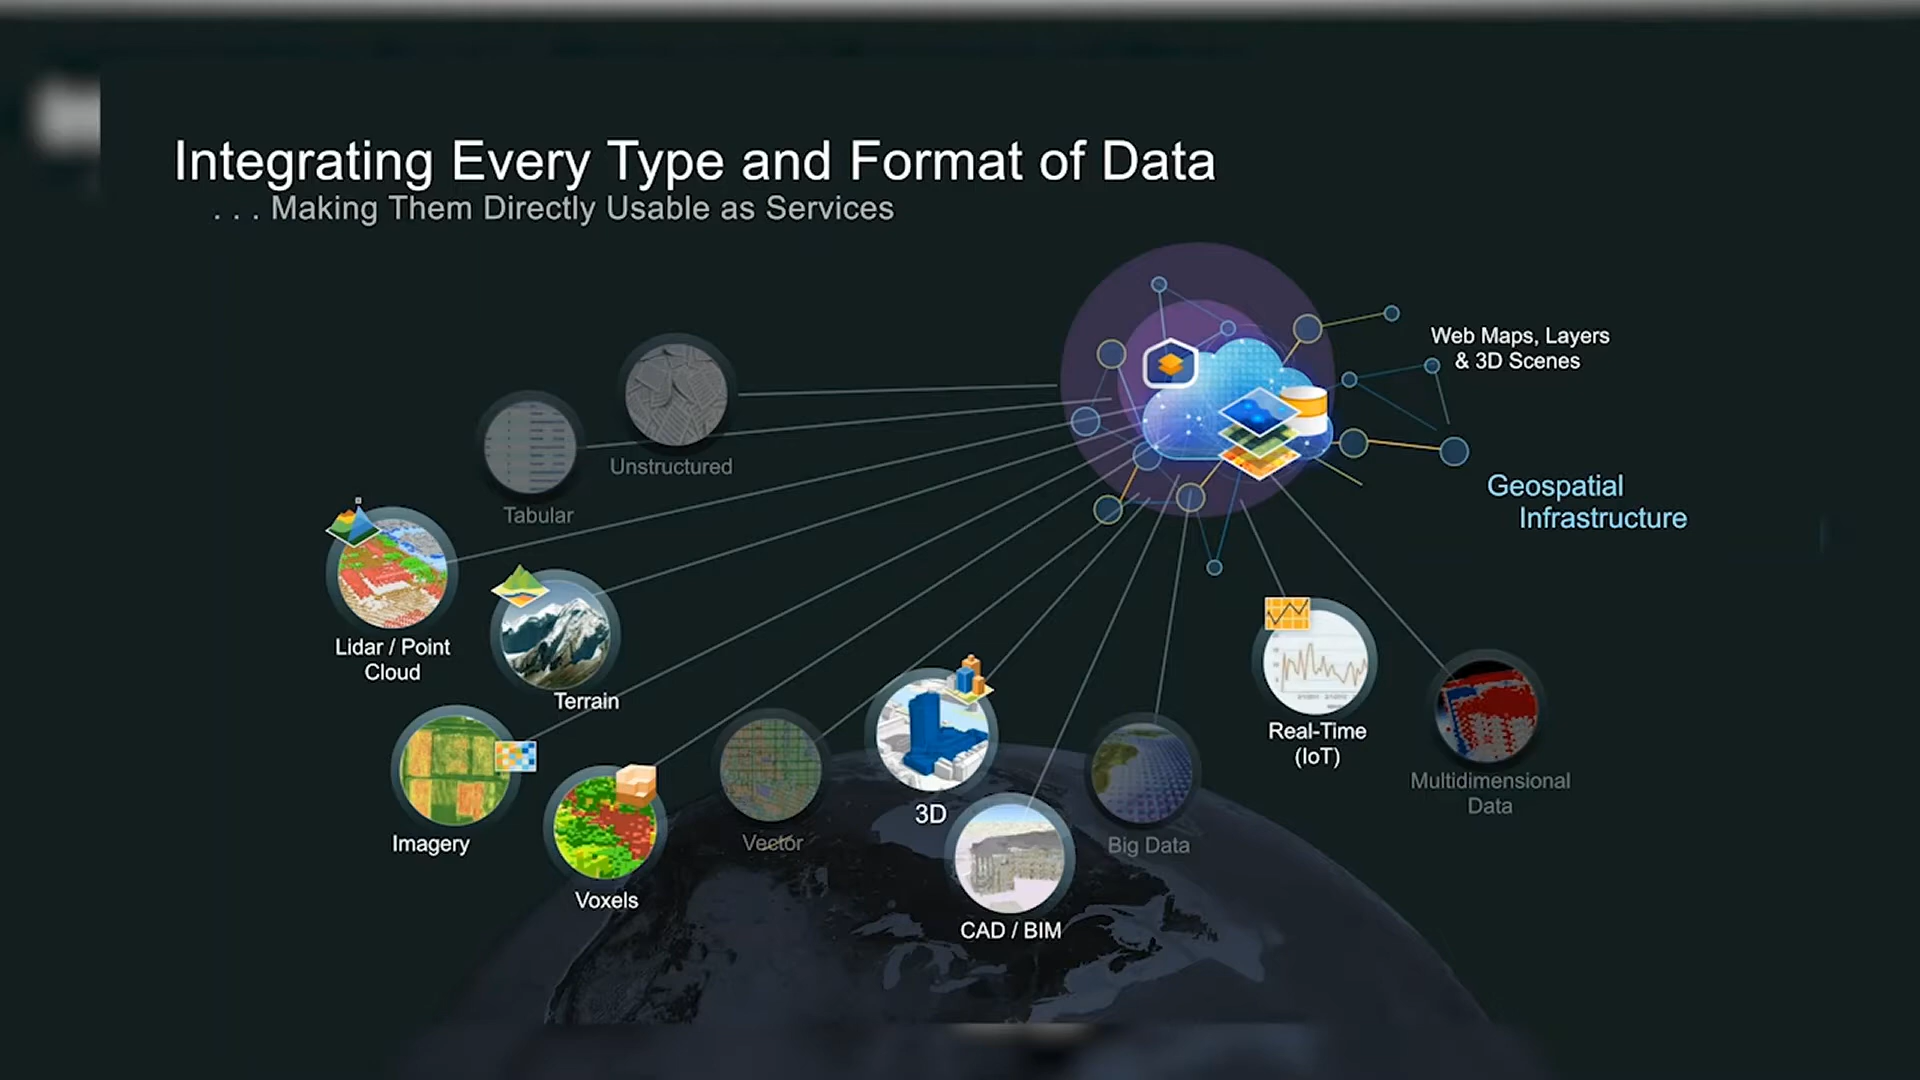 Integrating Every Type and Format of Data
. . . Making Them Directly Usable as Services
Web Maps, Layers
& 3D Scenes
Geospatial
Infrastructure
Unstructured
Tabular
Lidar / Point
Cloud
Terrain
Imagery
Voxels
Vector
3D
CAD / BIM
Big Data
Real-Time
(IoT)
Multidimensional
Data